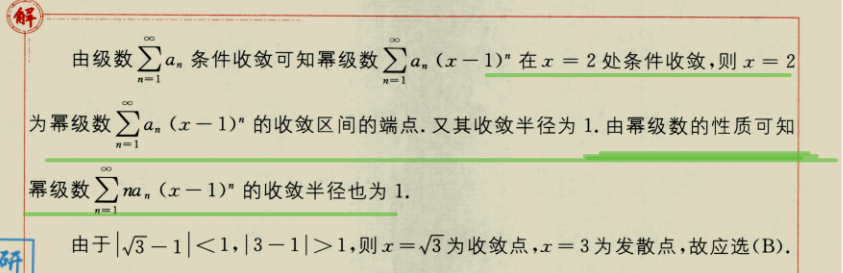 解
由级数 $\sum_{n=1}^{\infty} a_n$ 条件收敛可知幂级数 $\sum_{n=1}^{\infty} a_n (x-1)^n$ 在 $x=2$ 处条件收敛,则 $x=2$
为幂级数 $\sum_{n=1}^{\infty} a_n (x-1)^n$ 的收敛区间的端点. 又其收敛半径为 1. 由幂级数的性质可知
幂级数 $\sum_{n=1}^{\infty} na_n (x-1)^n$ 的收敛半径也为 1.
由于 $|\sqrt{3}-1|<1,|3-1|>1$,则 $x=\sqrt{3}$ 为收敛点,$x=3$ 为发散点,故应选(B).
研